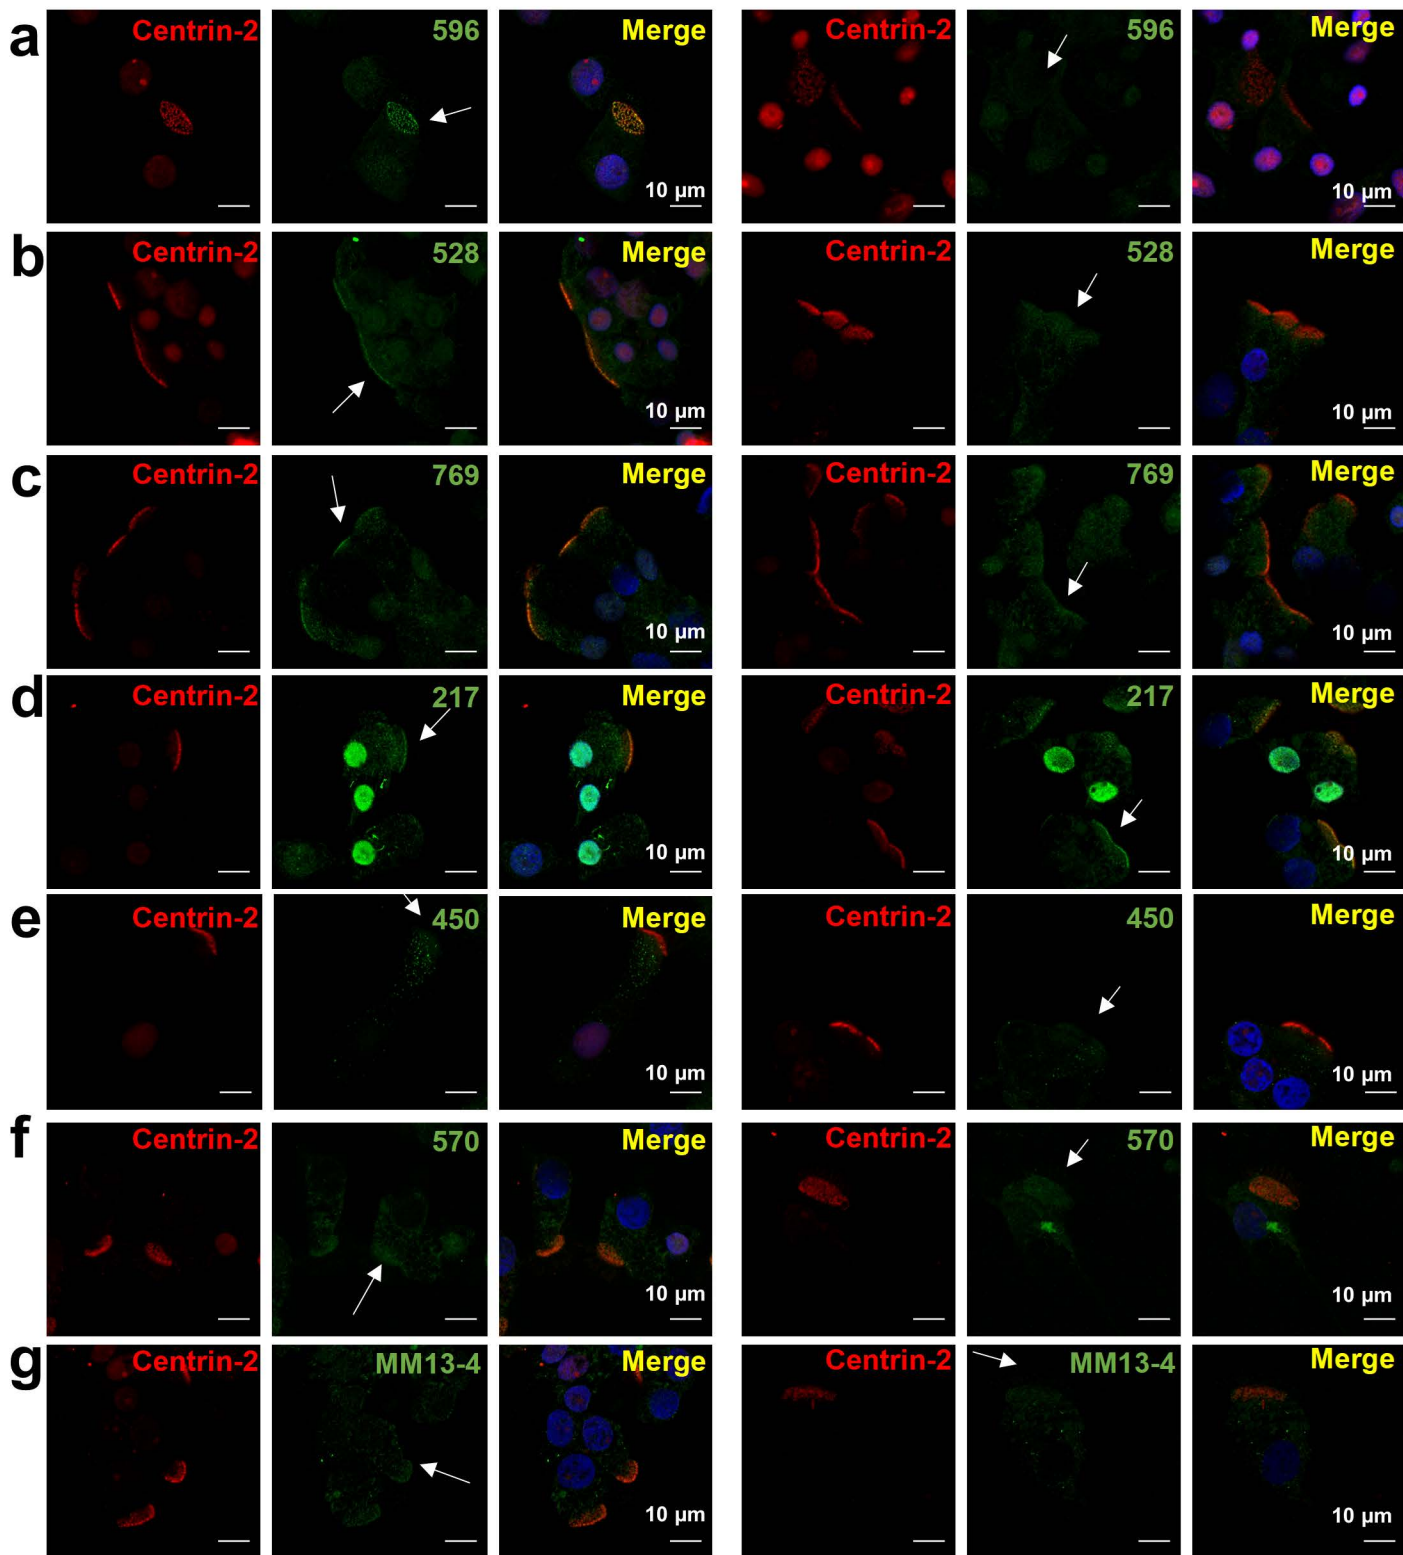 a Centrin-2 596 Merge Centrin-2 596 Merge
10 µm 10 µm
b Centrin-2 528 Merge Centrin-2 528 Merge
10 µm 10 µm
c Centrin-2 769 Merge Centrin-2 769 Merge
10 µm 10 µm
d Centrin-2 217 Merge Centrin-2 217 Merge
10 µm 10 µm
e Centrin-2 450 Merge Centrin-2 450 Merge
10 µm 10 µm
f Centrin-2 570 Merge Centrin-2 570 Merge
10 µm 10 µm
g Centrin-2 MM13-4 Merge Centrin-2 MM13-4 Merge
10 µm 10 µm